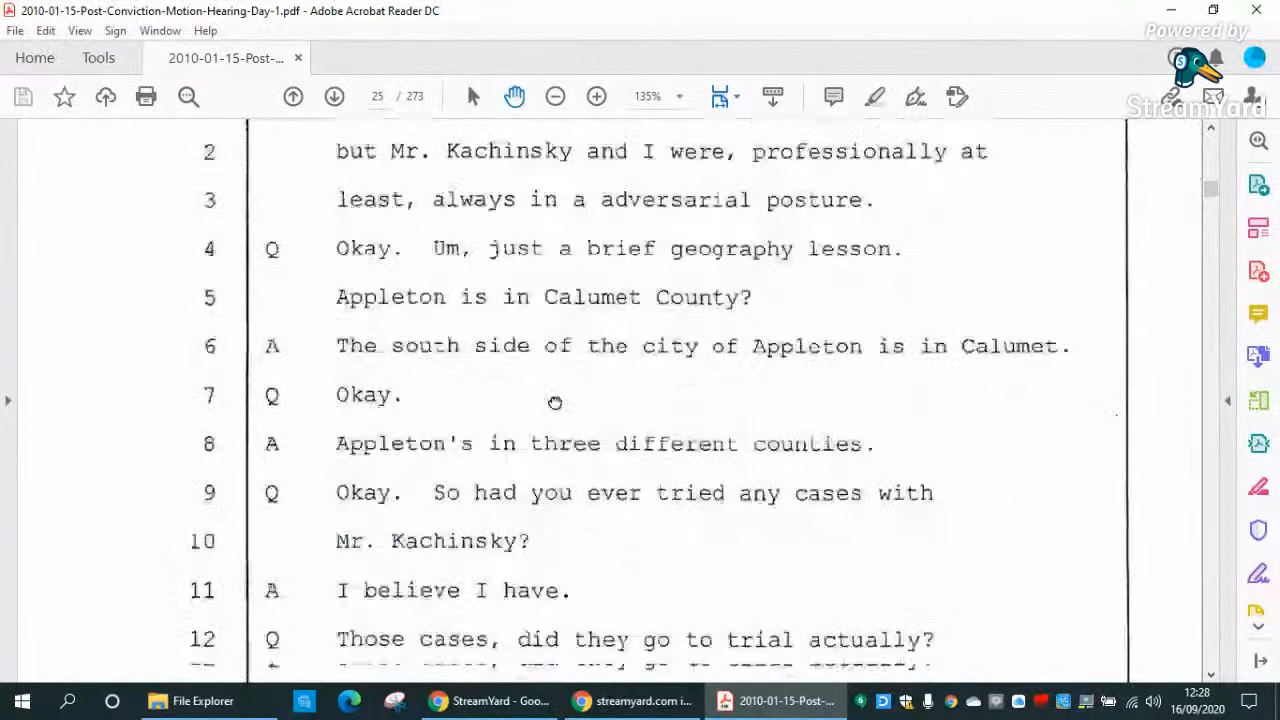 2010-01-15-Post-Conviction-Motion-Hearing-Day-1.pdf - Adobe Acrobat Reader DC
Powered by
File Edit View Sign Window Help
Home Tools 2010-01-15-Post-... ×
StreamYard
25 / 273 135%
2 but Mr. Kachinsky and I were, professionally at
3 least, always in a adversarial posture.
4 Q Okay. Um, just a brief geography lesson.
5 Appleton is in Calumet County?
6 A The south side of the city of Appleton is in Calumet.
7 Q Okay.
8 A Appleton's in three different counties.
9 Q Okay. So had you ever tried any cases with
10 Mr. Kachinsky?
11 A I believe I have.
12 Q Those cases, did they go to trial actually?
File Explorer StreamYard - Goo... streamyard.com i... 2010-01-15-Post-...
12:28
16/09/2020